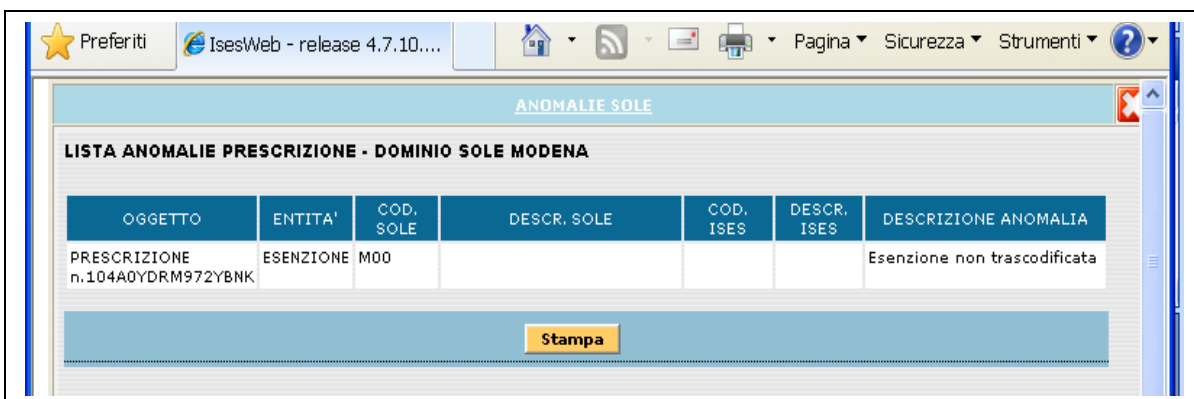 Preferiti IsesWeb - release 4.7.10.... Pagina Sicurezza Strumenti
ANOMALIE SOLE
LISTA ANOMALIE PRESCRIZIONE - DOMINIO SOLE MODENA
OGGETTO ENTITA' COD. SOLE DESCR. SOLE COD. ISES DESCR. ISES DESCRIZIONE ANOMALIA
PRESCRIZIONE ESENZIONE M00 Esenzione non trascodificata
n.104A0YDRM972YBNK
Stampa